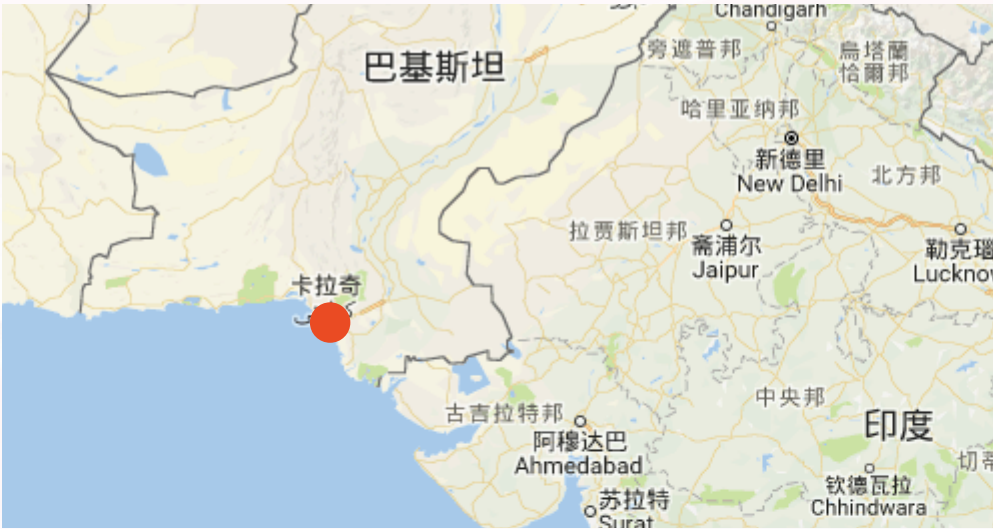 Chandigarh
旁遮普邦
烏塔蘭
恰爾邦
巴基斯坦
哈里亚纳邦
新德里
New Delhi
北方邦
拉贾斯坦邦
斋浦尔
Jaipur
勒克瑙
Lucknow
卡拉奇
中央邦
古吉拉特邦
印度
阿穆达巴
Ahmedabad
钦德瓦拉
Chhindwara
苏拉特
Surat